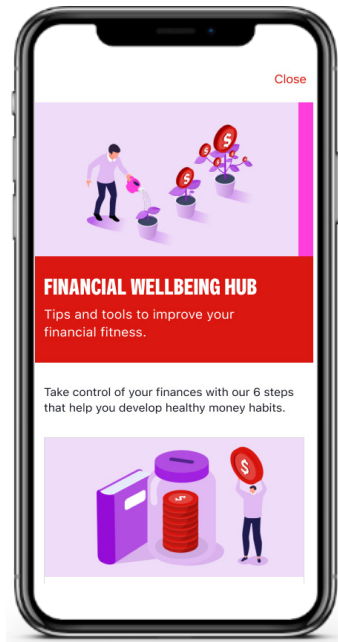 Close
FINANCIAL WELLBEING HUB
Tips and tools to improve your
financial fitness.
Take control of your finances with our 6 steps
that help you develop healthy money habits.